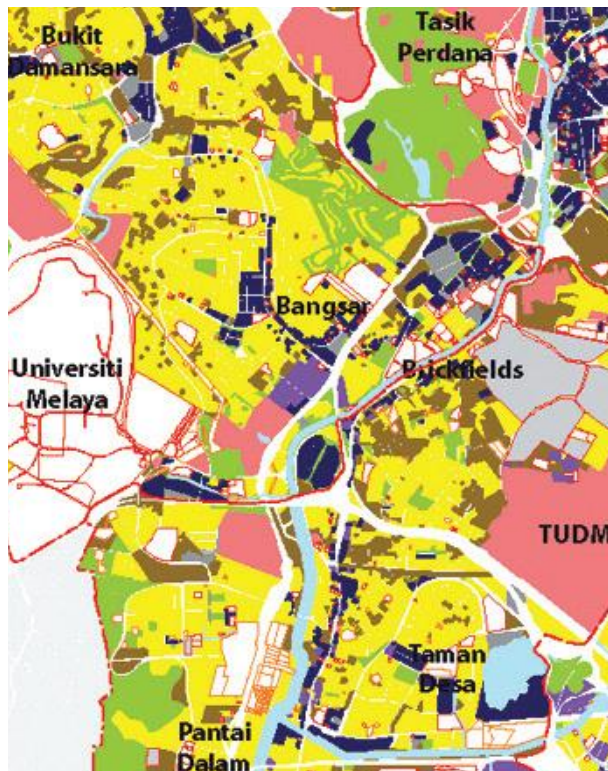 Bukit
Damansara
Tasik
Perdana
Bangsar
Universiti
Melaya
Brickfields
TUDM
Taman
Desa
Pantai
Dalam